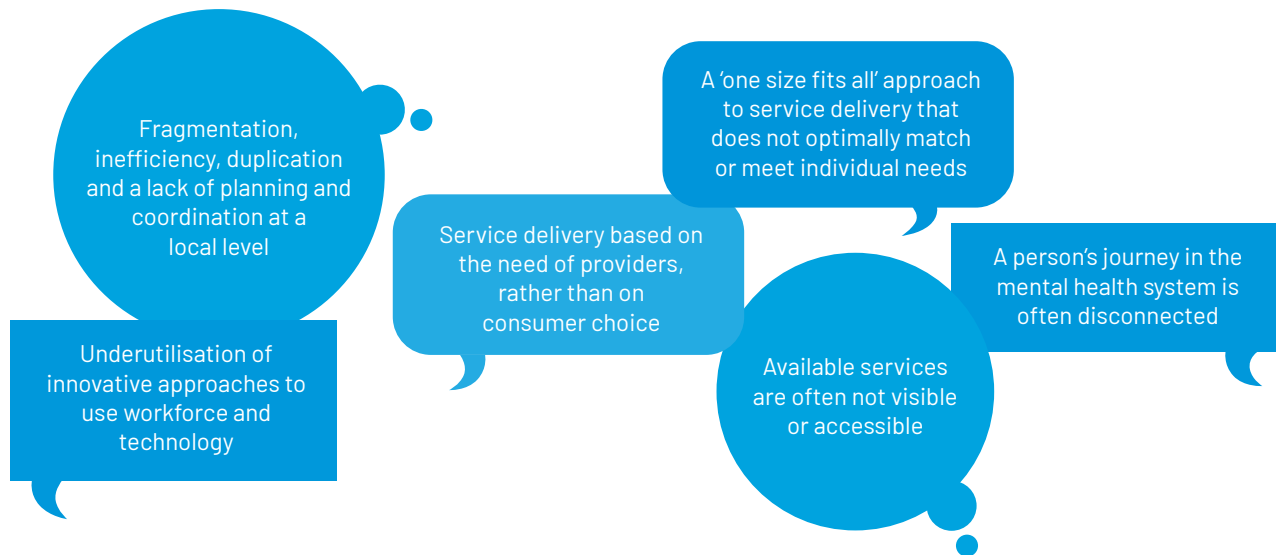 Fragmentation,
inefficiency, duplication
and a lack of planning and
coordination at a
local level
Underutilisation of
innovative approaches to
use workforce and
technology
Service delivery based on
the need of providers,
rather than on
consumer choice
A ‘one size fits all’ approach
to service delivery that
does not optimally match
or meet individual needs
Available services
are often not visible
or accessible
A person’s journey in the
mental health system is
often disconnected